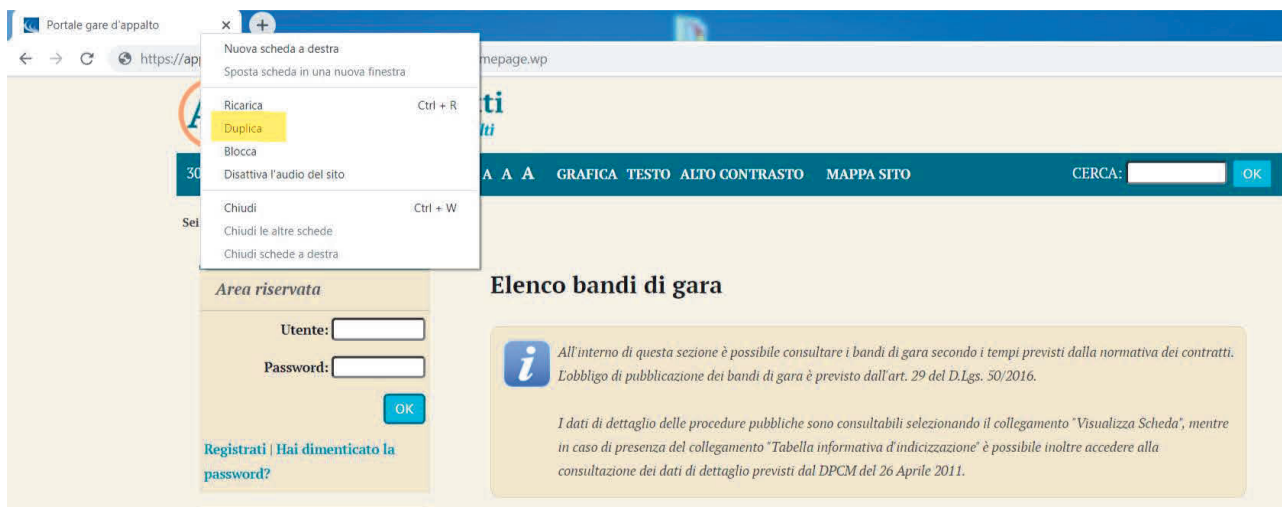 Portale gare d'appalto
https://ap
mepage.wp
Nuova scheda a destra
Sposta scheda in una nuova finestra
Ricarica Ctrl + R
Duplica
Blocca
Disattiva l'audio del sito
Chiudi Ctrl + W
Chiudi le altre schede
Chiudi schede a destra
A
ti
lti
30
A A A GRAFICA TESTO ALTO CONTRASTO MAPPA SITO CERCA: OK
Sei
Area riservata
Utente:
Password:
OK
Registrati | Hai dimenticato la
password?
Elenco bandi di gara
All'interno di questa sezione è possibile consultare i bandi di gara secondo i tempi previsti dalla normativa dei contratti.
L'obbligo di pubblicazione dei bandi di gara è previsto dall'art. 29 del D.Lgs. 50/2016.
I dati di dettaglio delle procedure pubbliche sono consultabili selezionando il collegamento "Visualizza Scheda", mentre
in caso di presenza del collegamento "Tabella informativa d'indicizzazione" è possibile inoltre accedere alla
consultazione dei dati di dettaglio previsti dal DPCM del 26 Aprile 2011.